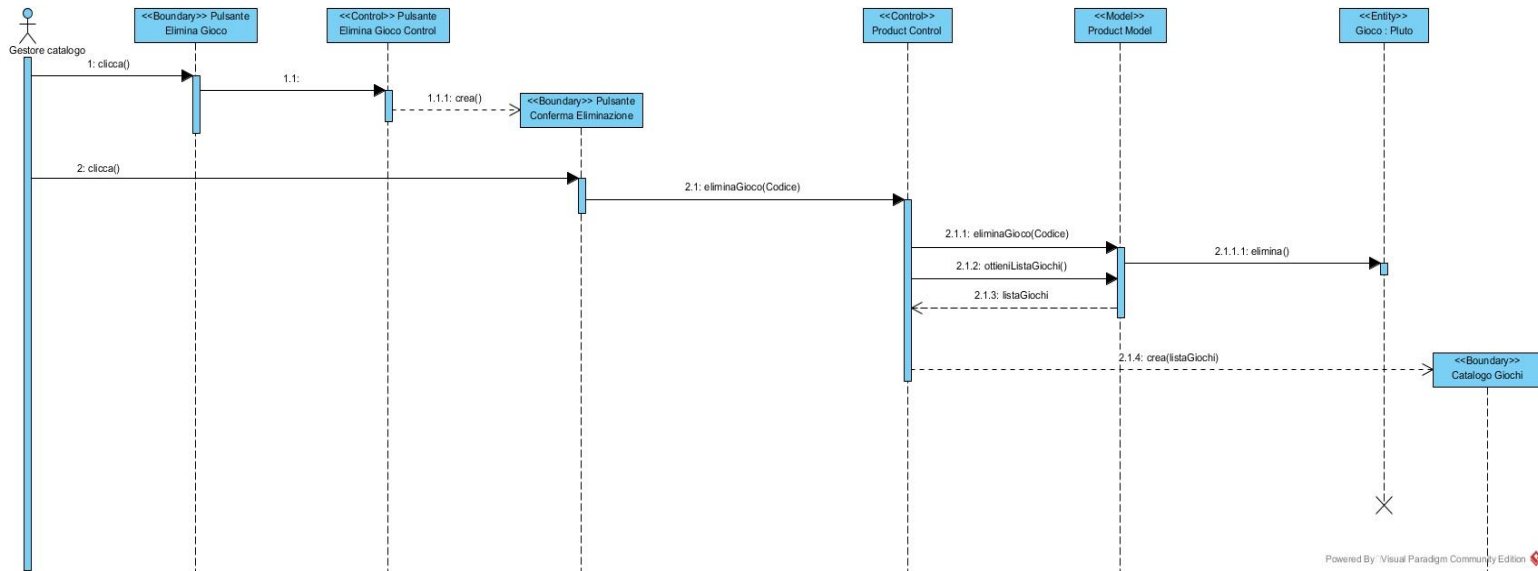 <<Boundary>> Pulsante
Elimina Gioco
<<Control>> Pulsante
Elimina Gioco Control
<<Control>>
Product Control
<<Model>>
Product Model
<<Entity>>
Gioco : Pluto
Gestore catalogo
1: clicca()
1.1:
1.1.1: crea()
<<Boundary>> Pulsante
Conferma Eliminazione
2: clicca()
2.1: eliminaGioco(Codice)
2.1.1: eliminaGioco(Codice)
2.1.1.1: elimina()
2.1.2: ottieniListaGiochi()
2.1.3: listaGiochi
2.1.4: crea(listaGiochi)
<<Boundary>>
Catalogo Giochi
Powered By Visual Paradigm Community Edition